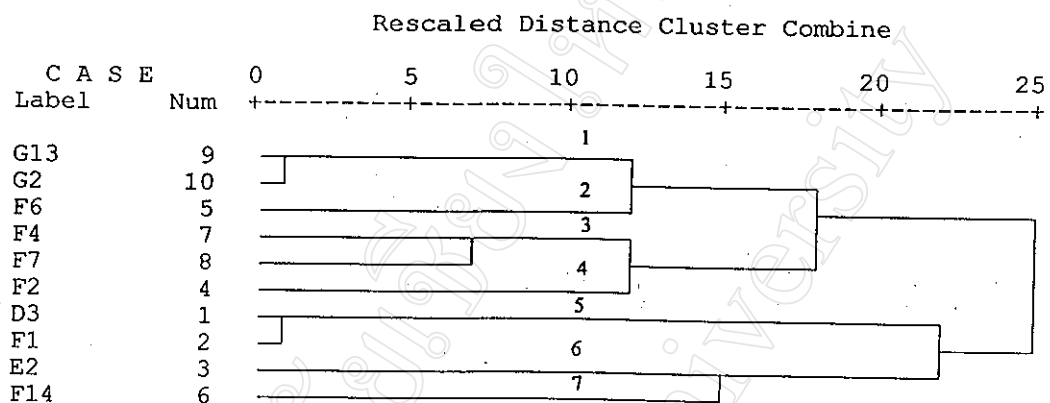 Rescaled Distance Cluster Combine
C A S E 0 5 10 15 20 25
Label Num +---------+---------+---------+---------+---------+
1
G13 9
G2 10
2
F6 5
3
F4 7
F7 8
4
F2 4
5
D3 1
F1 2
6
E2 3
7
F14 6
University